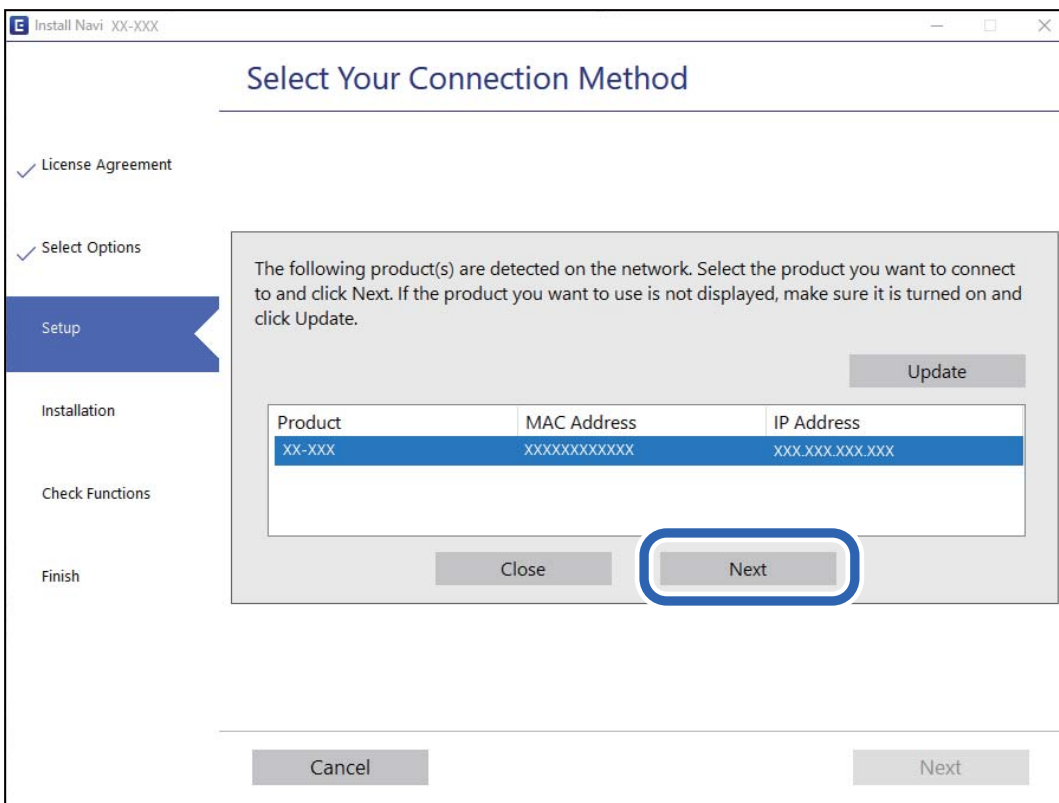 E Install Navi XX-XXX
Select Your Connection Method
License Agreement
Select Options
Setup
Installation
Check Functions
Finish
The following product(s) are detected on the network. Select the product you want to connect
to and click Next. If the product you want to use is not displayed, make sure it is turned on and
click Update.
Update
Product MAC Address IP Address
XX-XXX XXXXXXXXXXXX XXX.XXX.XXX.XXX
Close Next
Cancel Next